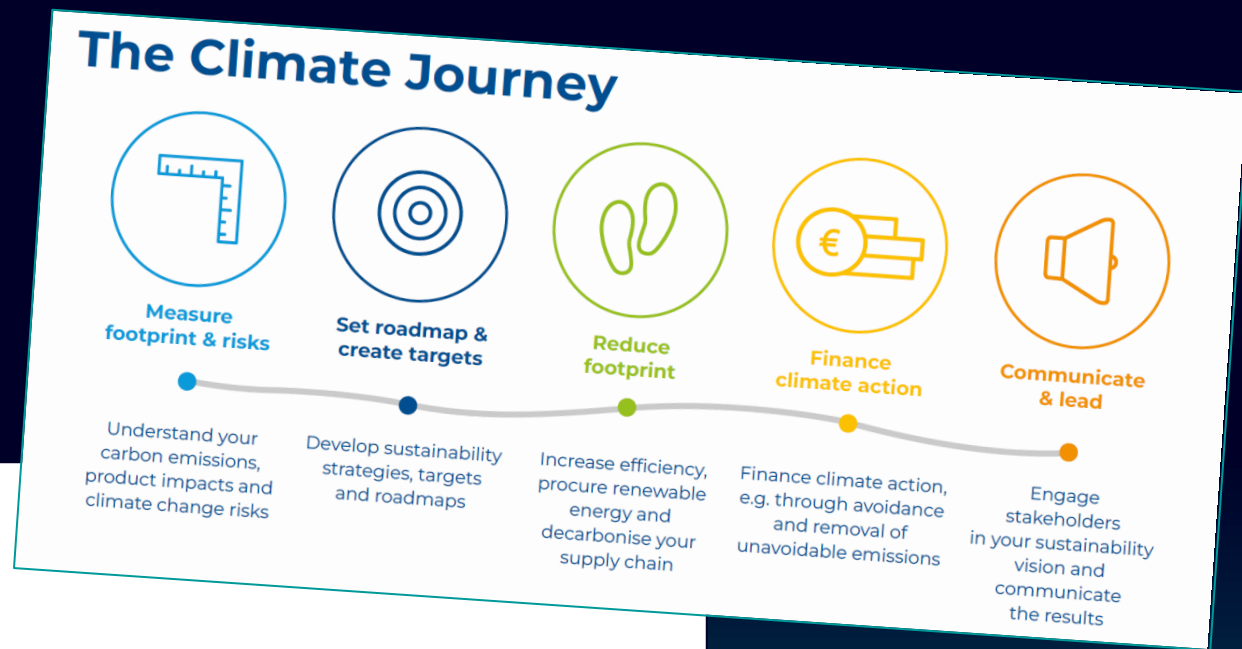 The Climate Journey
€
Measure
footprint & risks
Set roadmap &
create targets
Reduce
footprint
Finance
climate action
Communicate
& lead
Understand your
carbon emissions,
product impacts and
climate change risks
Develop sustainability
strategies, targets
and roadmaps
Increase efficiency,
procure renewable
energy and
decarbonise your
supply chain
Finance climate action,
e.g. through avoidance
and removal of
unavoidable emissions
Engage
stakeholders
in your sustainability
vision and
communicate
the results